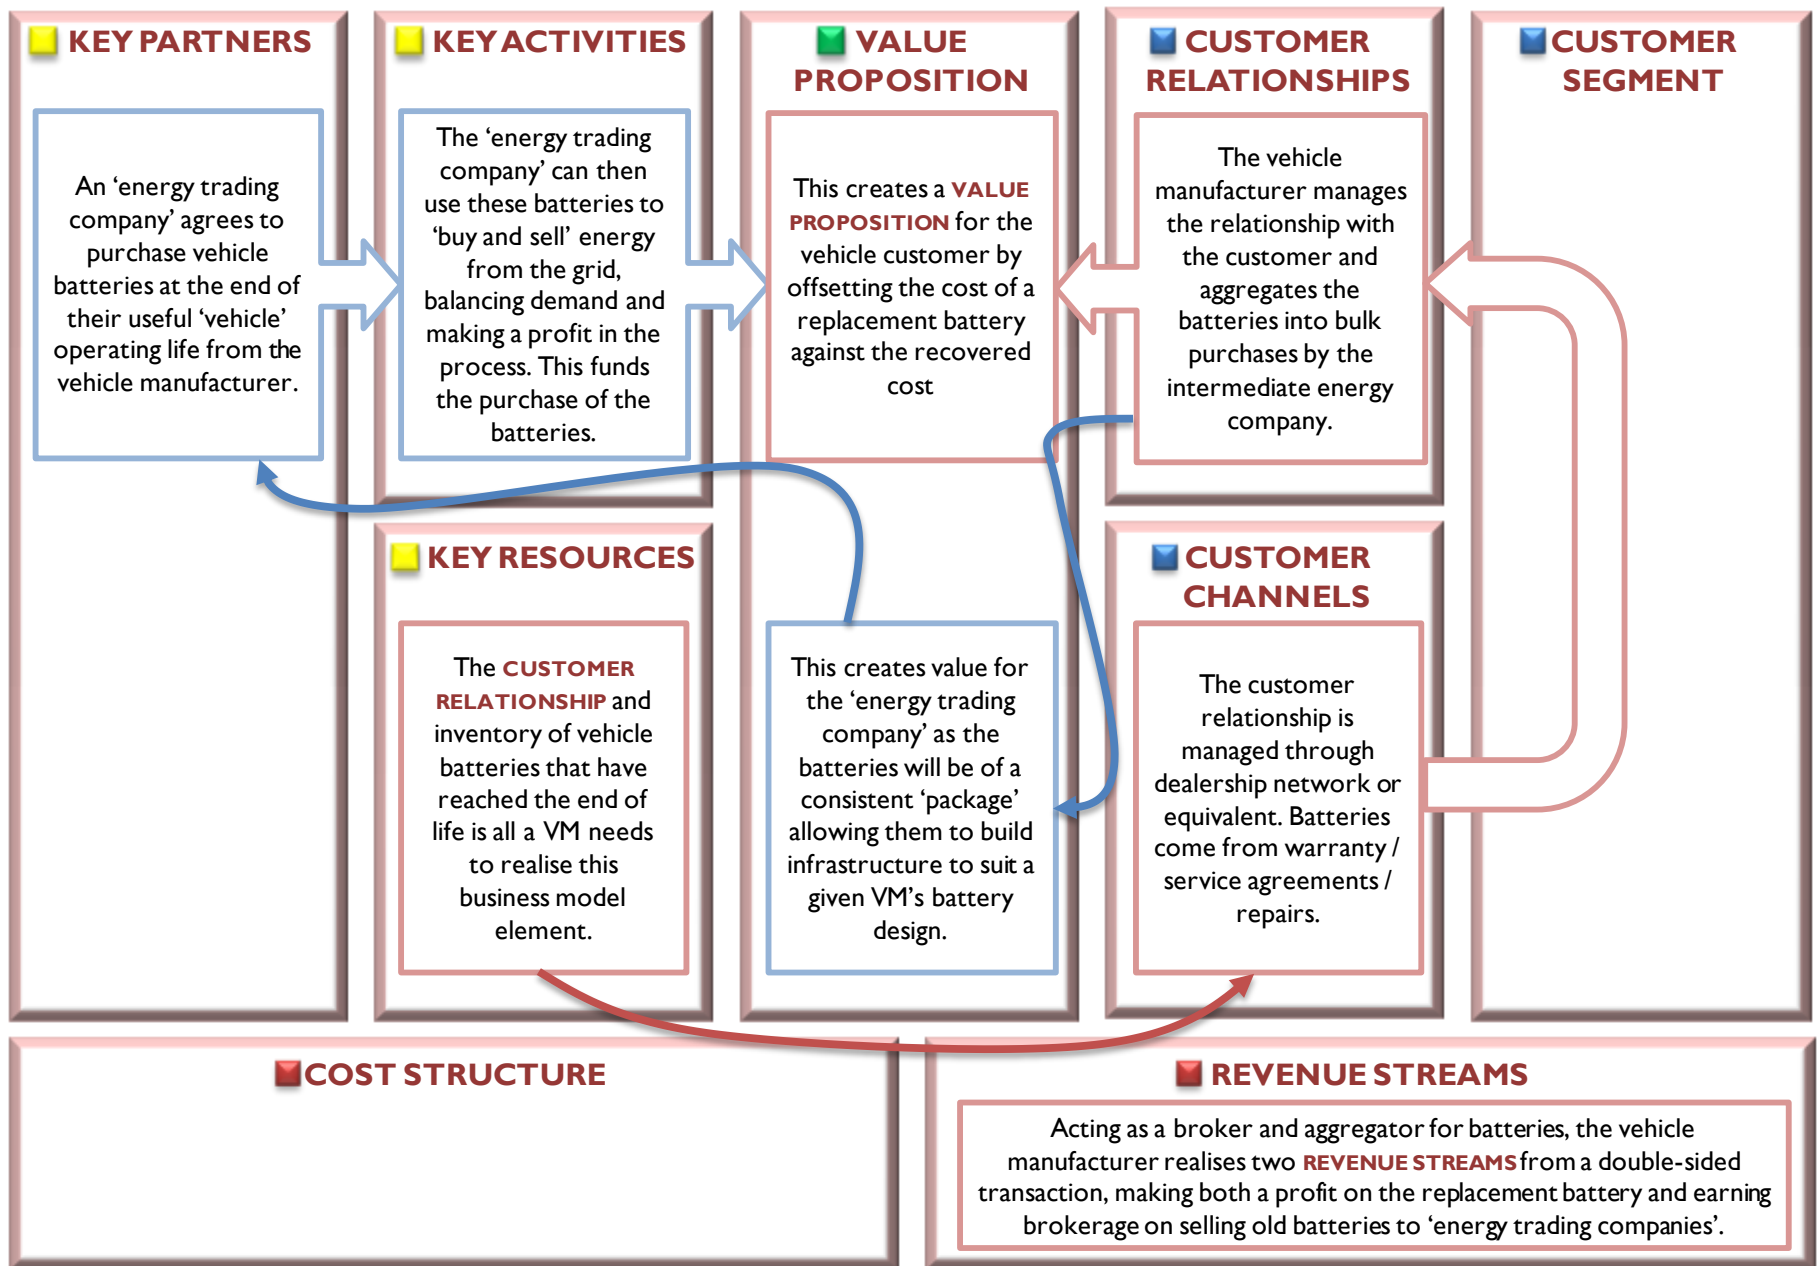 KEY PARTNERS
An ‘energy trading
company’ agrees to
purchase vehicle
batteries at the end of
their useful ‘vehicle’
operating life from the
vehicle manufacturer.
KEY ACTIVITIES
The ‘energy trading
company’ can then
use these batteries to
‘buy and sell’ energy
from the grid,
balancing demand and
making a profit in the
process. This funds
the purchase of the
batteries.
KEY RESOURCES
The CUSTOMER
RELATIONSHIP and
inventory of vehicle
batteries that have
reached the end of
life is all a VM needs
to realise this
business model
element.
VALUE
PROPOSITION
This creates a VALUE
PROPOSITION for the
vehicle customer by
offsetting the cost of a
replacement battery
against the recovered
cost
This creates value for
the ‘energy trading
company’ as the
batteries will be of a
consistent ‘package’
allowing them to build
infrastructure to suit a
given VM’s battery
design.
CUSTOMER
RELATIONSHIPS
The vehicle
manufacturer manages
the relationship with
the customer and
aggregates the
batteries into bulk
purchases by the
intermediate energy
company.
CUSTOMER
CHANNELS
The customer
relationship is
managed through
dealership network or
equivalent. Batteries
come from warranty /
service agreements /
repairs.
CUSTOMER
SEGMENT
COST STRUCTURE
REVENUE STREAMS
Acting as a broker and aggregator for batteries, the vehicle
manufacturer realises two REVENUE STREAMS from a double-sided
transaction, making both a profit on the replacement battery and earning
brokerage on selling old batteries to ‘energy trading companies’.